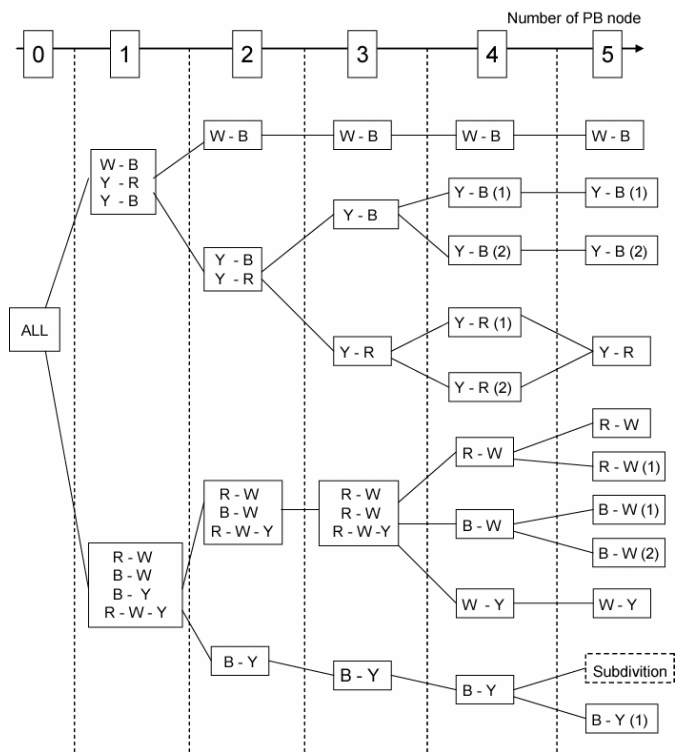 Number of PB node
0 1 2 3 4 5
W - B W - B W - B W - B
W - B
Y - R
Y - B
Y - B (1) Y - B (1)
Y - B
Y - B (2) Y - B (2)
Y - B
Y - R
ALL
Y - R (1)
Y - R Y - R
Y - R (2)
R - W
R - W
R - W (1)
R - W
B - W
R - W - Y
R - W
R - W
R - W - Y
B - W (1)
B - W
B - W (2)
R - W
B - W
B - Y
R - W - Y
W - Y W - Y
B - Y B - Y B - Y
Subdivition
B - Y (1)